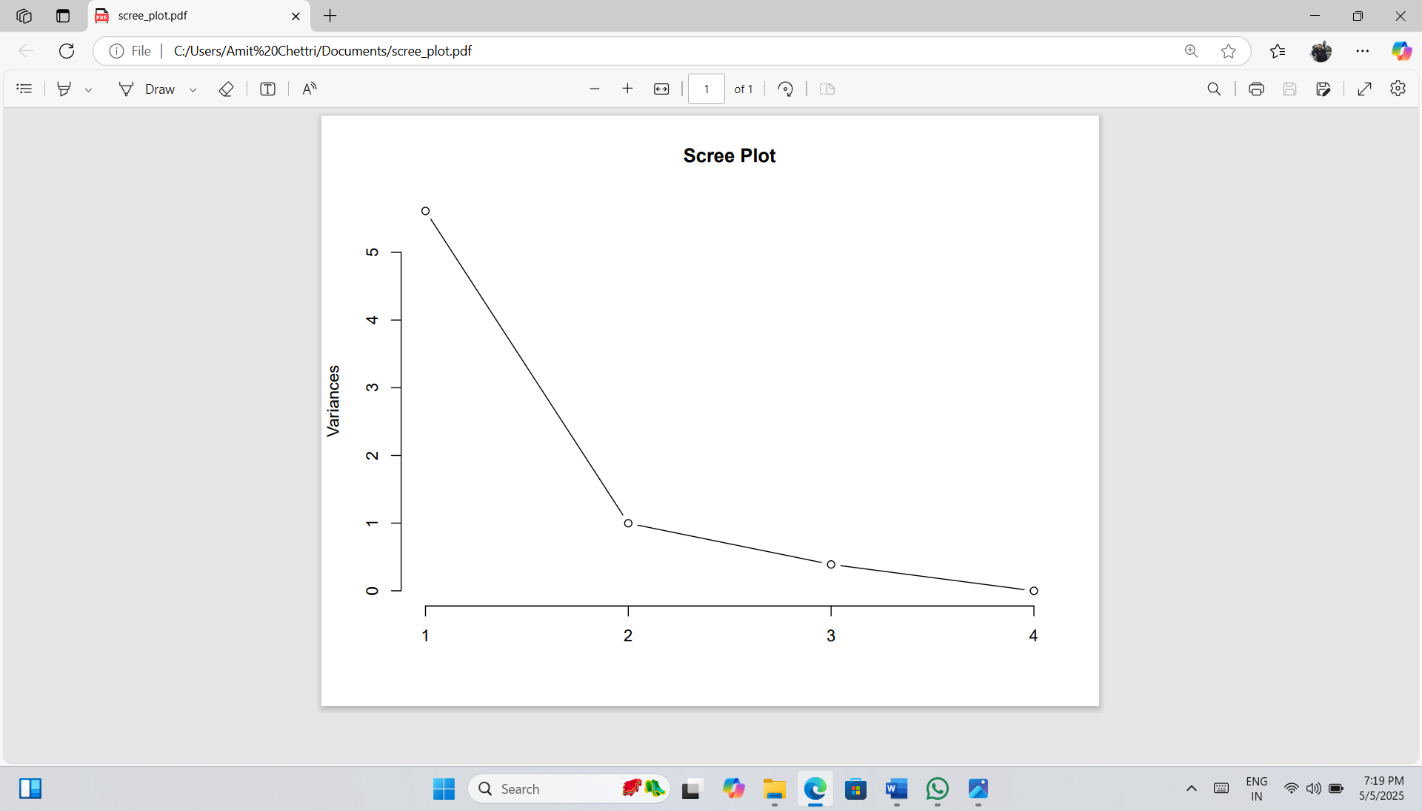 scree_plot.pdf
File C:/Users/Amit%20Chettri/Documents/scree_plot.pdf
Draw 1 of 1
Scree Plot
Variances
5
4
3
2
1
0
1 2 3 4
Search
ENG
IN
7:19 PM
5/5/2025